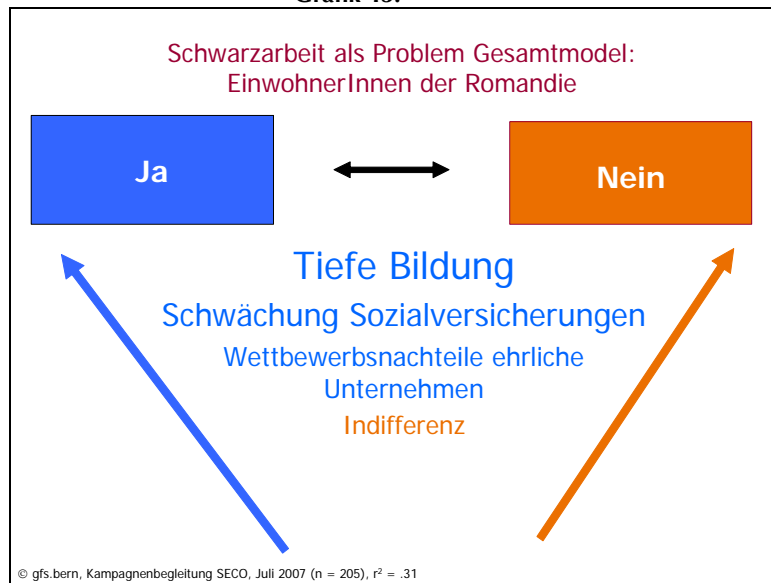 Schwarzarbeit als Problem Gesamtmodel:
EinwohnerInnen der Romandie
Ja
Nein
Tiefe Bildung
Schwächung Sozialversicherungen
Wettbewerbsnachteile ehrliche
Unternehmen
Indifferenz
© gfs.bern, Kampagnenbegleitung SECO, Juli 2007 (n = 205), r² = .31